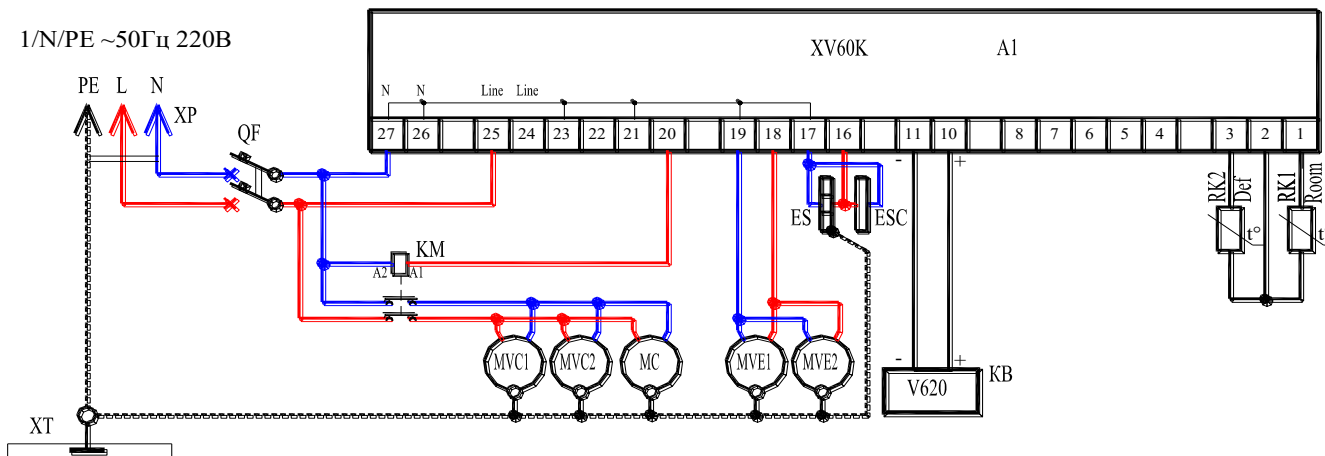 1/N/PE ~50Гц 220В
XV60K A1
PE L N
XP
QF
N N Line Line
27 26 25 24 23 22 21 20 19 18 17 16 11 10 8 7 6 5 4 3 2 1
- +
RK2 Def
RK1 Room
t° t
ES ESC
KM
A2 A1
MVC1 MVC2 MC MVE1 MVE2
- +
V620 KB
XT